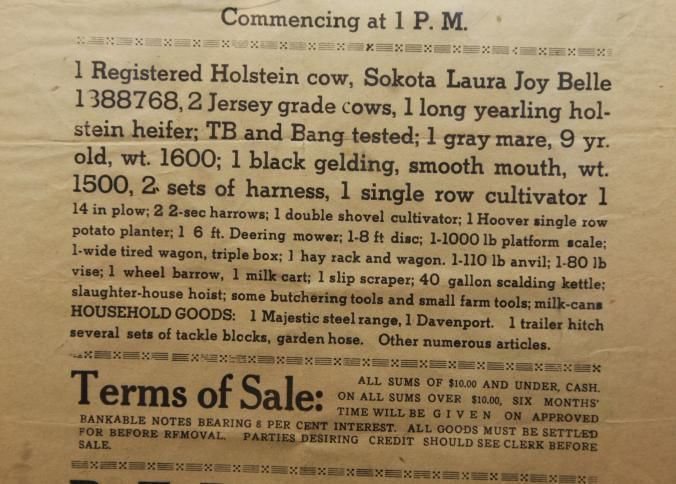 Commencing at 1 P. M.
1 Registered Holstein cow, Sokota Laura Joy Belle
1388768, 2 Jersey grade cows, 1 long yearling hol-
stein heifer; TB and Bang tested; 1 gray mare, 9 yr.
old, wt. 1600; 1 black gelding, smooth mouth, wt.
1500, 2 sets of harness, 1 single row cultivator 1
14 in plow; 2 2-sec harrows; 1 double shovel cultivator; 1 Hoover single row
potato planter; 1 6 ft. Deering mower; 1-8 ft disc; 1-1000 lb platform scale;
1-wide tired wagon, triple box; 1 hay rack and wagon. 1-110 lb anvil; 1-80 lb
vise; 1 wheel barrow, 1 milk cart; 1 slip scraper; 40 gallon scalding kettle;
slaughter-house hoist; some butchering tools and small farm tools; milk-cans
HOUSEHOLD GOODS: 1 Majestic steel range, 1 Davenport. 1 trailer hitch
several sets of tackle blocks, garden hose. Other numerous articles.
Terms of Sale: ALL SUMS OF $10.00 AND UNDER, CASH.
ON ALL SUMS OVER $10.00, SIX MONTHS'
TIME WILL BE GIVEN ON APPROVED
BANKABLE NOTES BEARING 8 PER CENT INTEREST. ALL GOODS MUST BE SETTLED
FOR BEFORE RFMOVAL. PARTIES DESIRING CREDIT SHOULD SEE CLERK BEFORE
SALE.